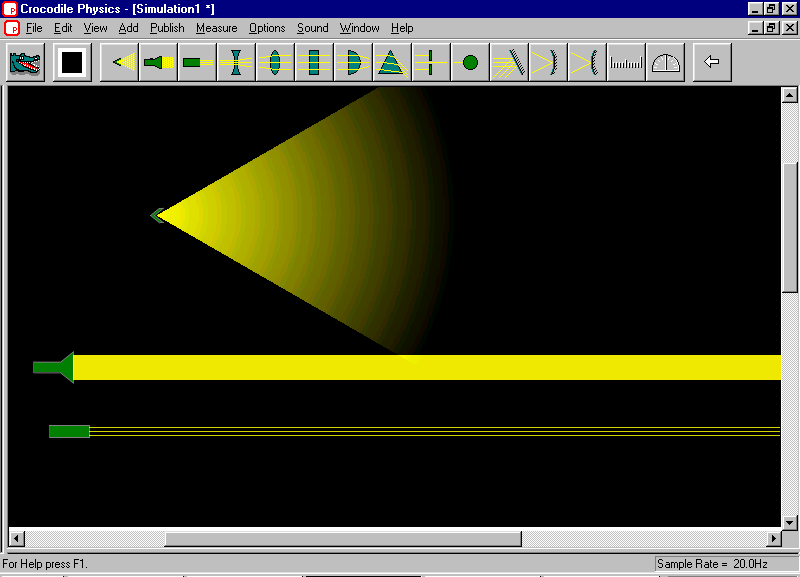 Crocodile Physics - [Simulation1 *]
File Edit View Add Publish Measure Options Sound Window Help
For Help press F1.
Sample Rate = 20.0Hz